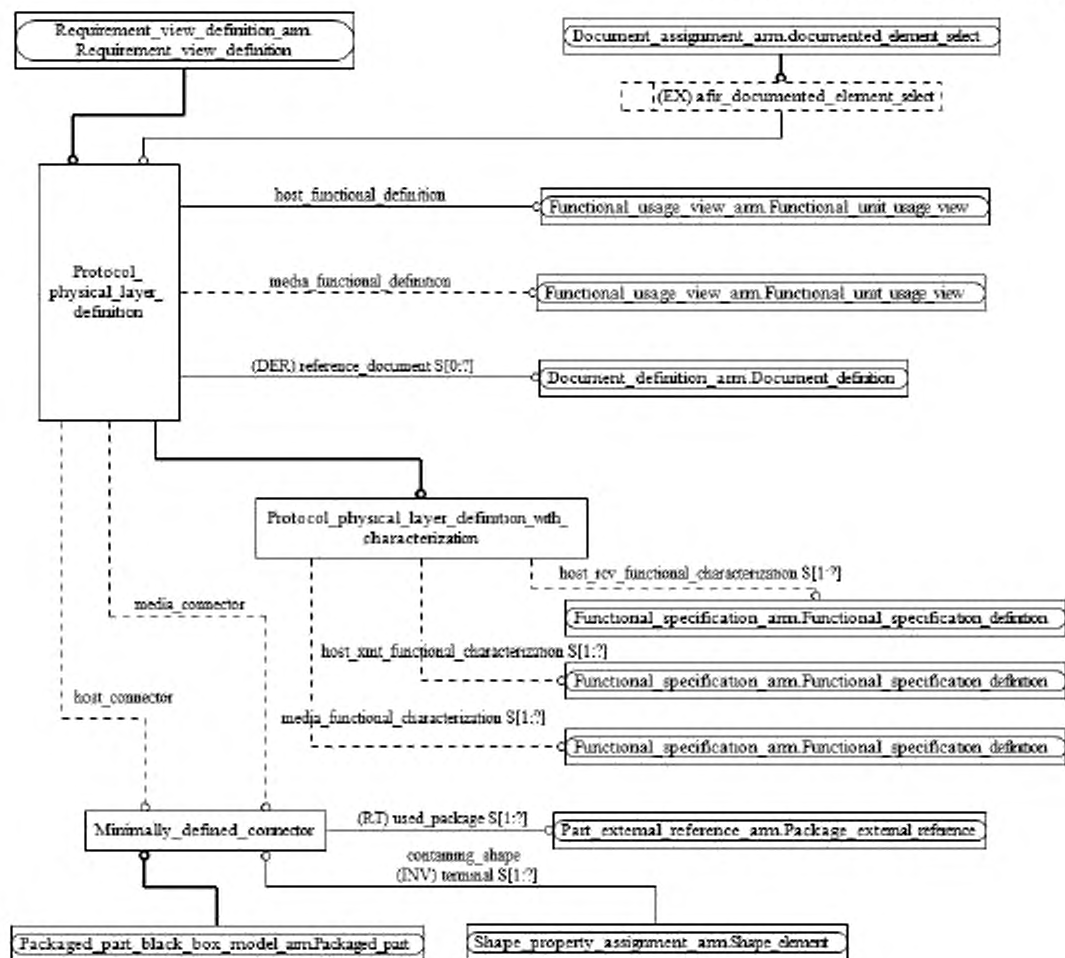 Requirement_view_definition_arm.
Requirement_view_definition
Document_assignment_arm.documented_element_select
(EX) afir_documented_element_select
host_functional_definition
Functional_usage_view_arm.Functional_unit_usage_view
Protocol_
physical_layer_
definition
media_functional_definition
Functional_usage_view_arm.Functional_unit_usage_view
(DER) reference_document S[0:?]
Document_definition_arm.Document_definition
Protocol_physical_layer_definition_with_
characterization
host_rcv_functional_characterization S[1:?]
media_connector
Functional_specification_arm.Functional_specification_definition
host_xmt_functional_characterization S[1:?]
Functional_specification_arm.Functional_specification_definition
host_connector
media_functional_characterization S[1:?]
Functional_specification_arm.Functional_specification_definition
Minimally_defined_connector
(RT) used_package S[1:?]
Part_external_reference_arm.Package_external_reference
containing_shape
(INV) terminal S[1:?]
Packaged_part_black_box_model_arm.Packaged_part
Shape_property_assignment_arm.Shape_element